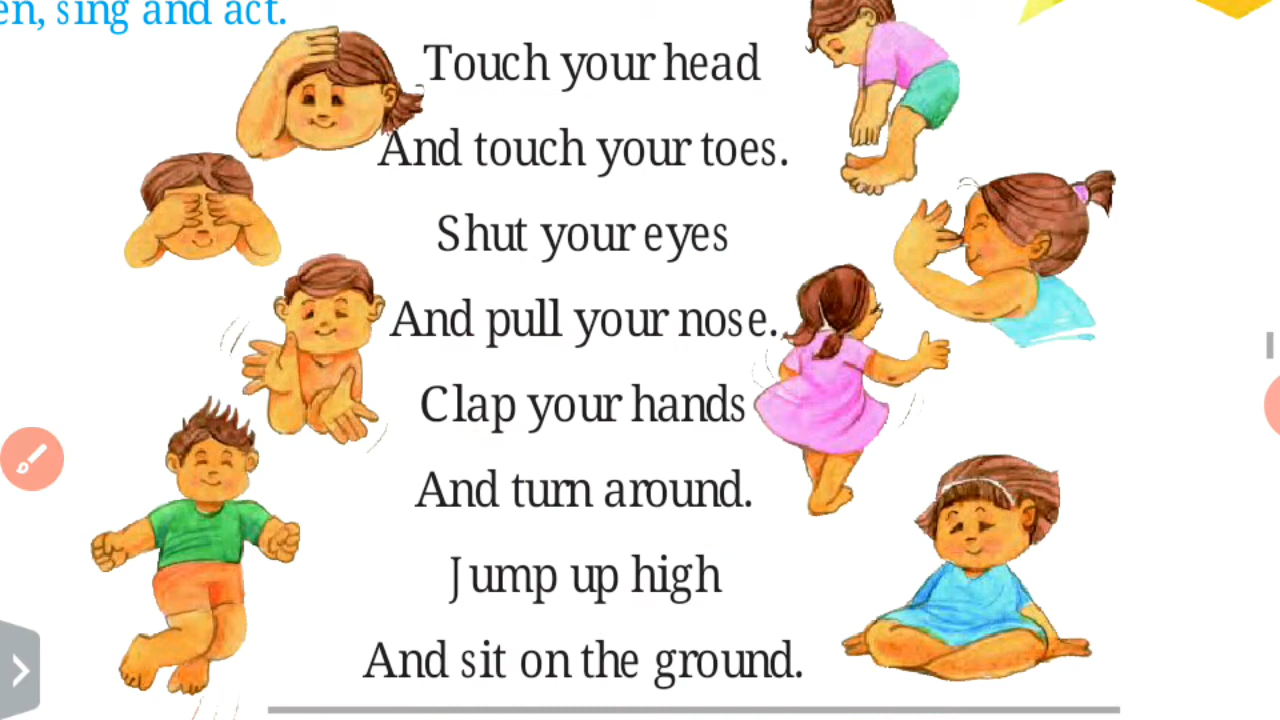 sing and act.
Touch your head
And touch your toes.
Shut your eyes
And pull your nose.
Clap your hands
And turn around.
Jump up high
And sit on the ground.